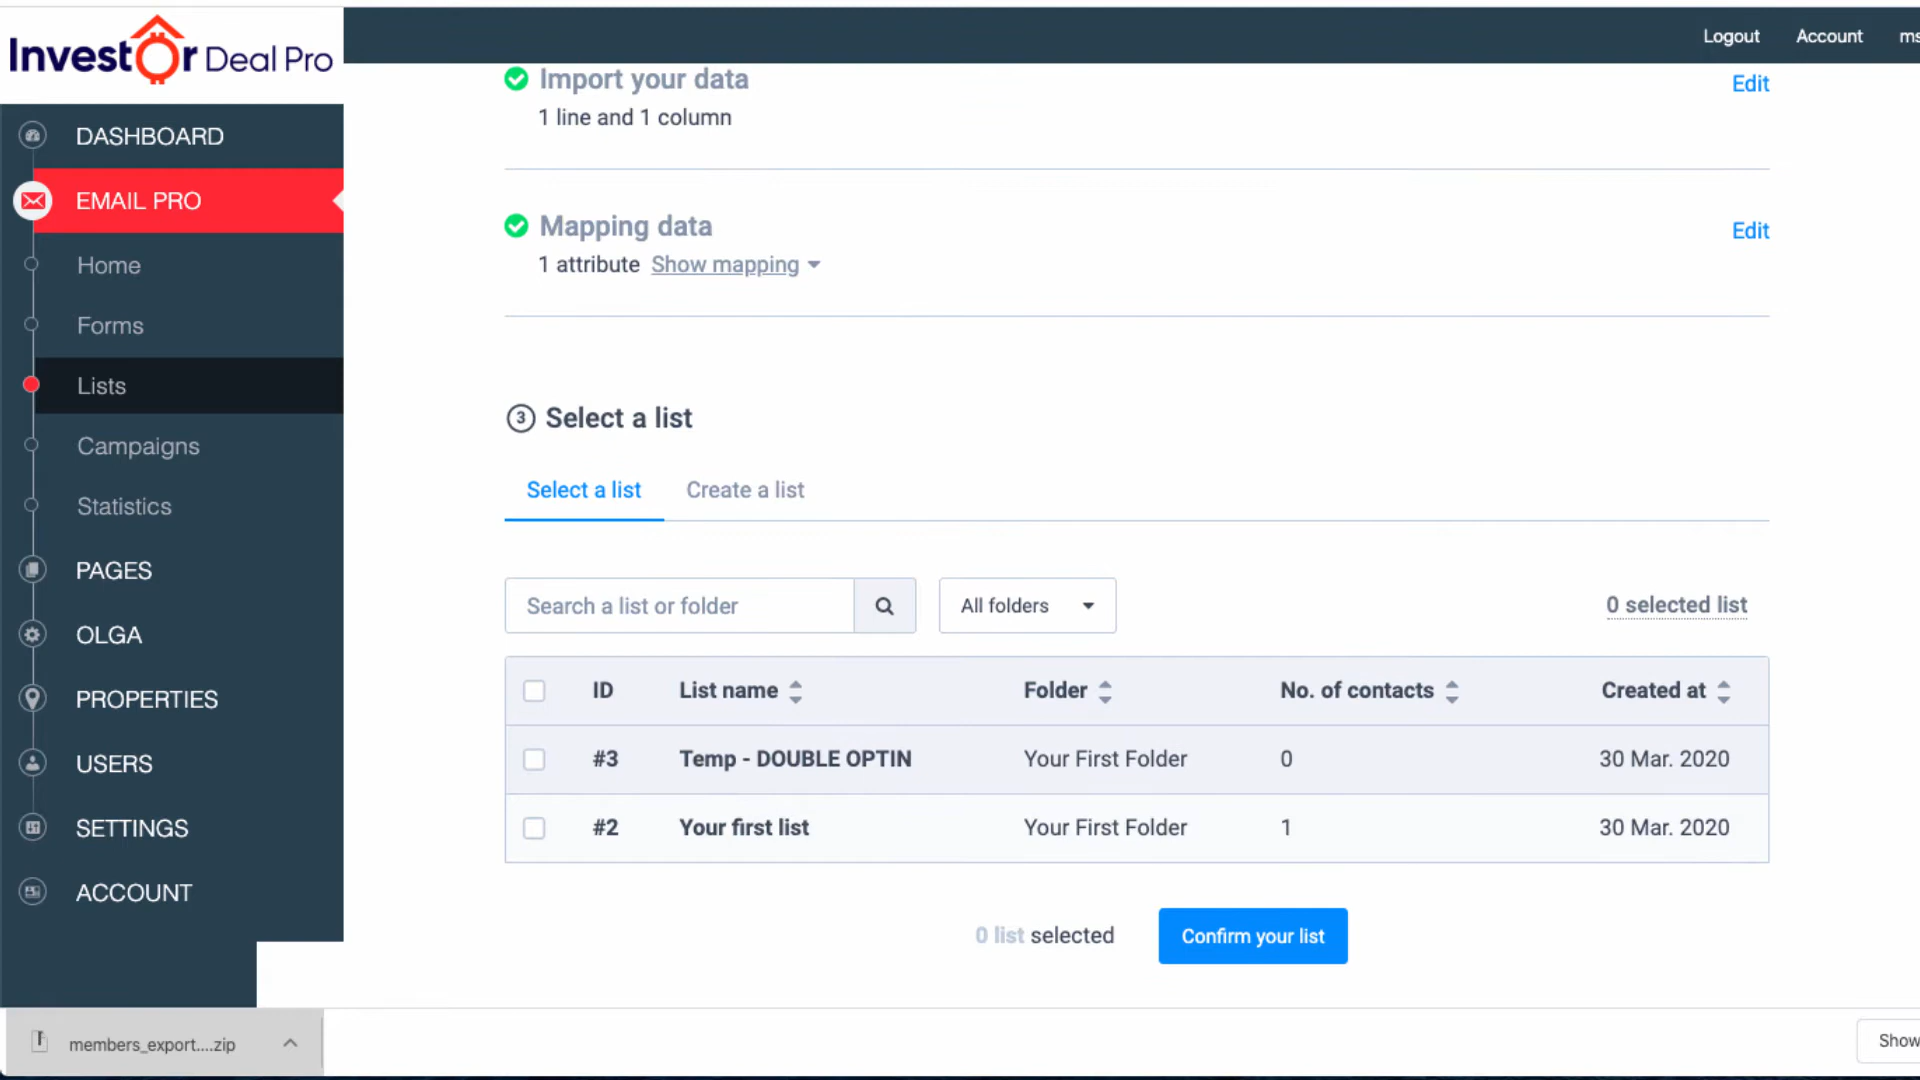 InvestOr Deal Pro
Logout Account ms
DASHBOARD
EMAIL PRO
Home
Forms
Lists
Campaigns
Statistics
PAGES
OLGA
PROPERTIES
USERS
SETTINGS
ACCOUNT
Import your data
Edit
1 line and 1 column
Mapping data
Edit
1 attribute Show mapping
3 Select a list
Select a list Create a list
Search a list or folder All folders 0 selected list
ID List name Folder No. of contacts Created at
#3 Temp - DOUBLE OPTIN Your First Folder 0 30 Mar. 2020
#2 Your first list Your First Folder 1 30 Mar. 2020
0 list selected Confirm your list
members_export....zip
Show